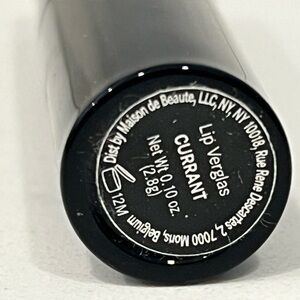 Lip Verglas
CURRANT
Net Wt 0.10 oz.
(2.8g)
12M
Dist by Maison de Beaute, LLC, NY, NY 10018, Rue Rene Descartes 2, 7000 Mons, Belgium